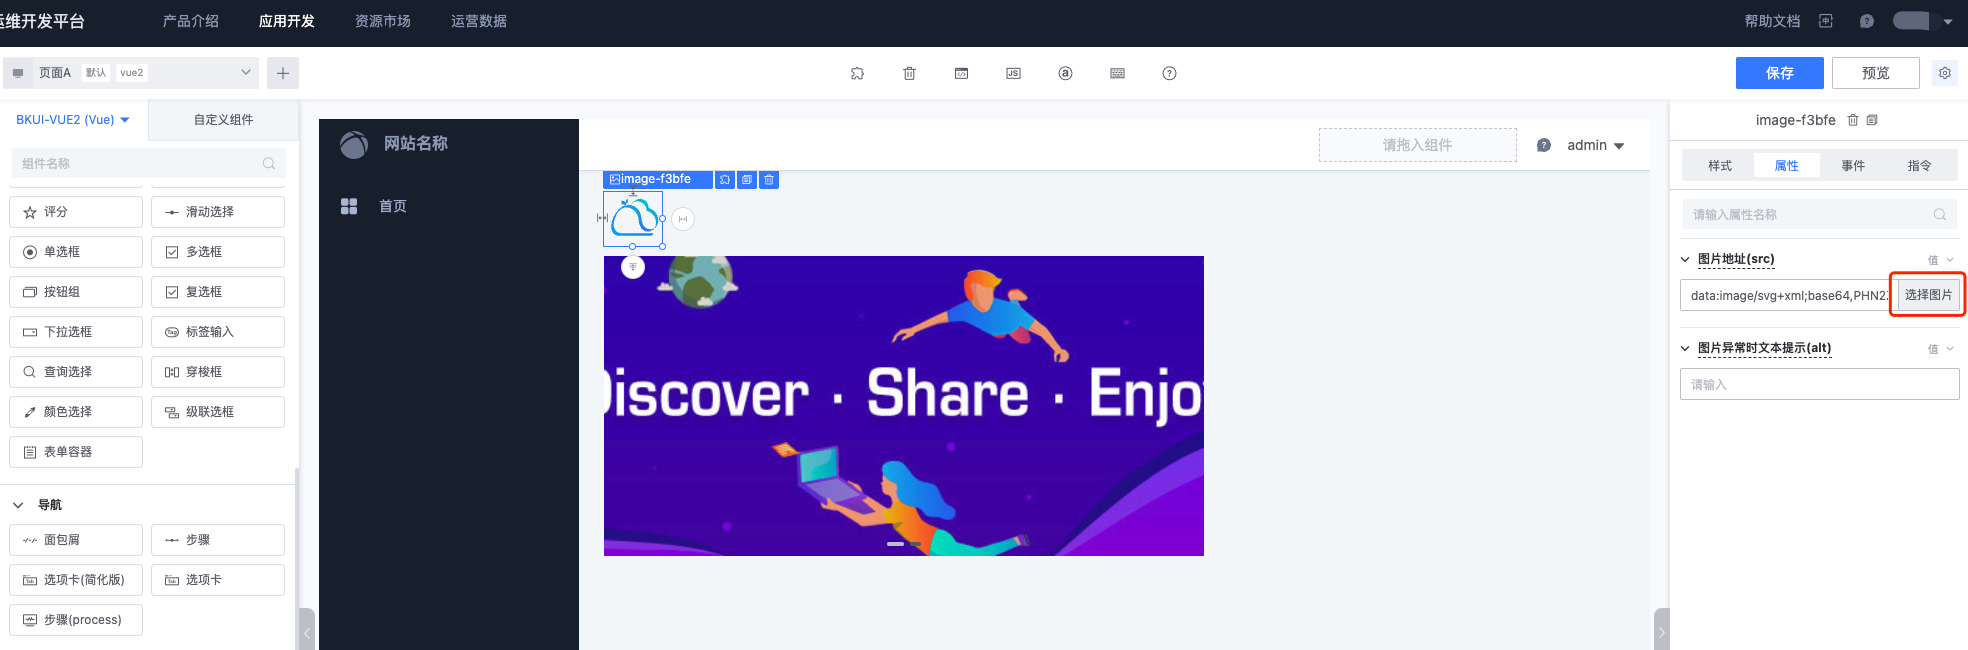 运维开发平台
产品介绍
应用开发
资源市场
运营数据
帮助文档
页面A
默认
vue2
JS
a
?
保存
预览
BKUI-VUE2 (Vue)
自定义组件
组件名称
评分
滑动选择
单选框
多选框
按钮组
复选框
下拉选框
Tag
标签输入
查询选择
穿梭框
颜色选择
级联选框
表单容器
导航
面包屑
步骤
Tab
选项卡(简化版)
Tab
选项卡
步骤(process)
网站名称
首页
请拖入组件
?
admin
image-f3bfe
Discover · Share · Enjo
image-f3bfe
样式
属性
事件
指令
请输入属性名称
图片地址(src)
值
data:image/svg+xml;base64,PHN2
选择图片
图片异常时文本提示(alt)
值
请输入